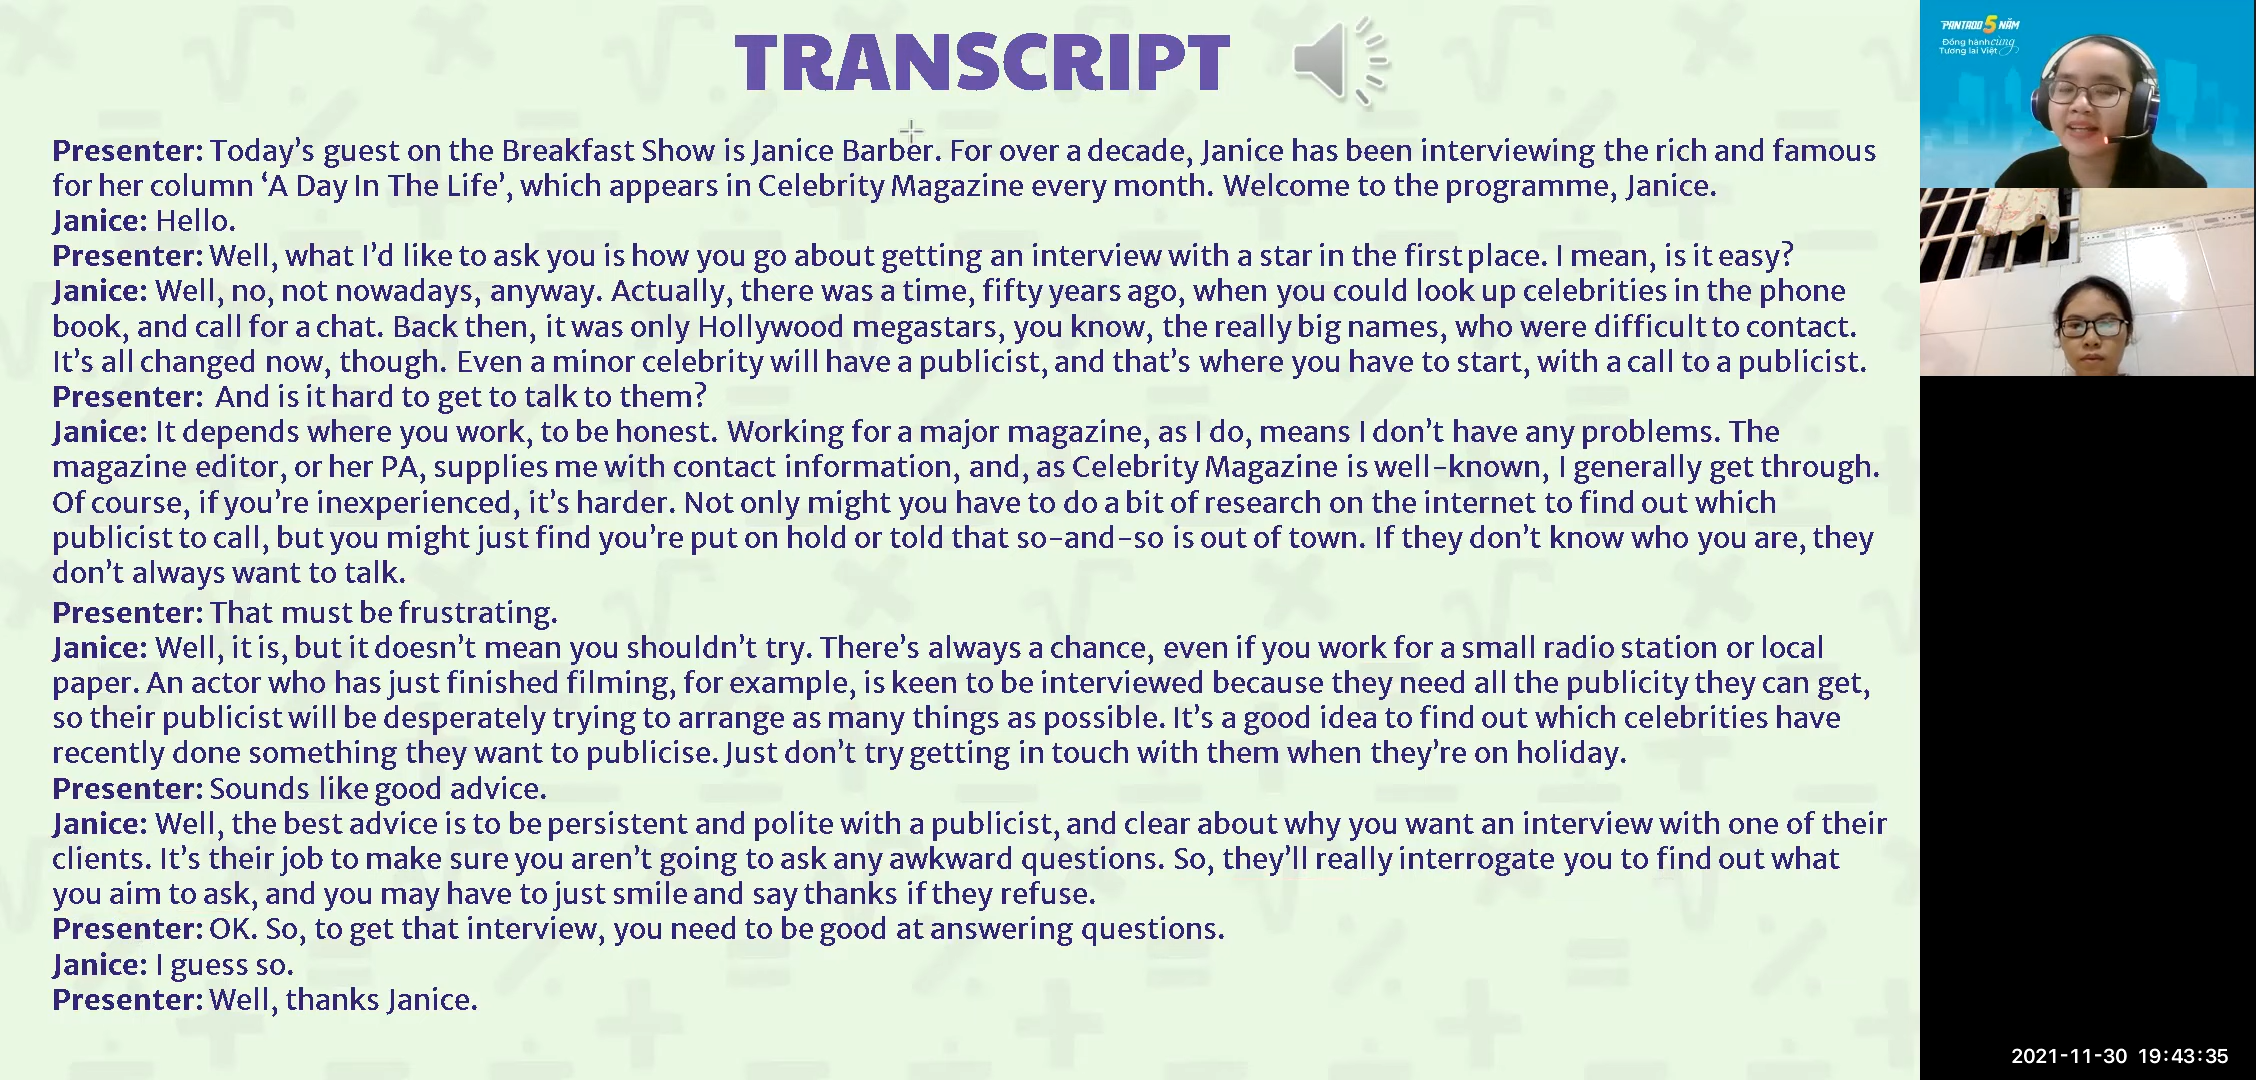 TRANSCRIPT
Presenter: Today's guest on the Breakfast Show is Janice Barber. For over a decade, Janice has been interviewing the rich and famous
for her column ‘A Day In The Life’, which appears in Celebrity Magazine every month. Welcome to the programme, Janice.
Janice: Hello.
Presenter: Well, what I’d like to ask you is how you go about getting an interview with a star in the first place. I mean, is it easy?
Janice: Well, no, not nowadays, anyway. Actually, there was a time, fifty years ago, when you could look up celebrities in the phone
book, and call for a chat. Back then, it was only Hollywood megastars, you know, the really big names, who were difficult to contact.
It’s all changed now, though. Even a minor celebrity will have a publicist, and that’s where you have to start, with a call to a publicist.
Presenter: And is it hard to get to talk to them?
Janice: It depends where you work, to be honest. Working for a major magazine, as I do, means I don’t have any problems. The
magazine editor, or her PA, supplies me with contact information, and, as Celebrity Magazine is well-known, I generally get through.
Of course, if you’re inexperienced, it’s harder. Not only might you have to do a bit of research on the internet to find out which
publicist to call, but you might just find you’re put on hold or told that so-and-so is out of town. If they don’t know who you are, they
don’t always want to talk.
Presenter: That must be frustrating.
Janice: Well, it is, but it doesn’t mean you shouldn’t try. There’s always a chance, even if you work for a small radio station or local
paper. An actor who has just finished filming, for example, is keen to be interviewed because they need all the publicity they can get,
so their publicist will be desperately trying to arrange as many things as possible. It’s a good idea to find out which celebrities have
recently done something they want to publicise. Just don’t try getting in touch with them when they’re on holiday.
Presenter: Sounds like good advice.
Janice: Well, the best advice is to be persistent and polite with a publicist, and clear about why you want an interview with one of their
clients. It’s their job to make sure you aren’t going to ask any awkward questions. So, they’ll really interrogate you to find out what
you aim to ask, and you may have to just smile and say thanks if they refuse.
Presenter: OK. So, to get that interview, you need to be good at answering questions.
Janice: I guess so.
Presenter: Well, thanks Janice.
PANTADO 5 NĂM
Đồng hành cùng
Tương lai Việt
2021-11-30 19:43:35